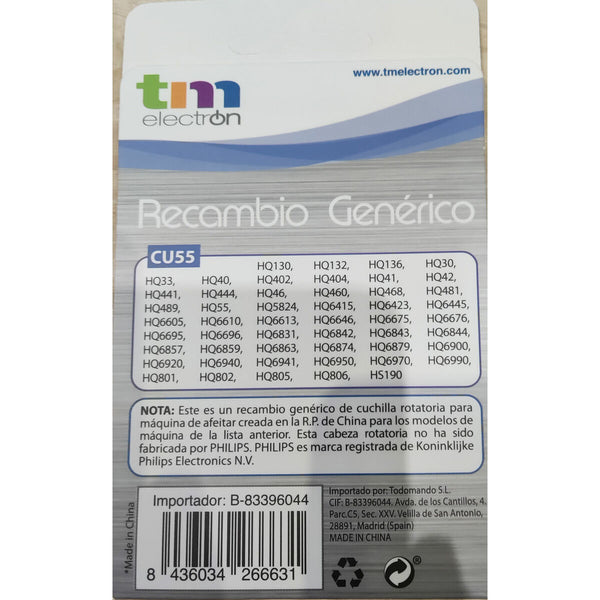 www.tmelectron.com
tm
electrón
Recambio Genérico
CU55
HQ130, HQ132, HQ136, HQ30,
HQ33, HQ40, HQ402, HQ404, HQ41, HQ42,
HQ441, HQ444, HQ46, HQ460, HQ468, HQ481,
HQ489, HQ55, HQ5824, HQ6415, HQ6423, HQ6445,
HQ6605, HQ6610, HQ6613, HQ6646, HQ6675, HQ6676,
HQ6695, HQ6696, HQ6831, HQ6842, HQ6843, HQ6844,
HQ6857, HQ6859, HQ6863, HQ6874, HQ6879, HQ6900,
HQ6920, HQ6940, HQ6941, HQ6950, HQ6970, HQ6990,
HQ801, HQ802, HQ805, HQ806, HS190
NOTA: Este es un recambio genérico de cuchilla rotatoria para
máquina de afeitar creada en la R.P. de China para los modelos de
máquina de la lista anterior. Esta cabeza rotatoria no ha sido
fabricada por PHILIPS. PHILIPS es marca registrada de Koninklijke
Philips Electronics N.V.
*Made in China
Importador: B-83396044
8 436034 266631
Importado por: Todomando S.L.
CIF: B-83396044, Avda. de los Cantillos, 4.
Parc.C5, Sec. XXV. Velilla de San Antonio,
28891, Madrid (Spain)
MADE IN CHINA